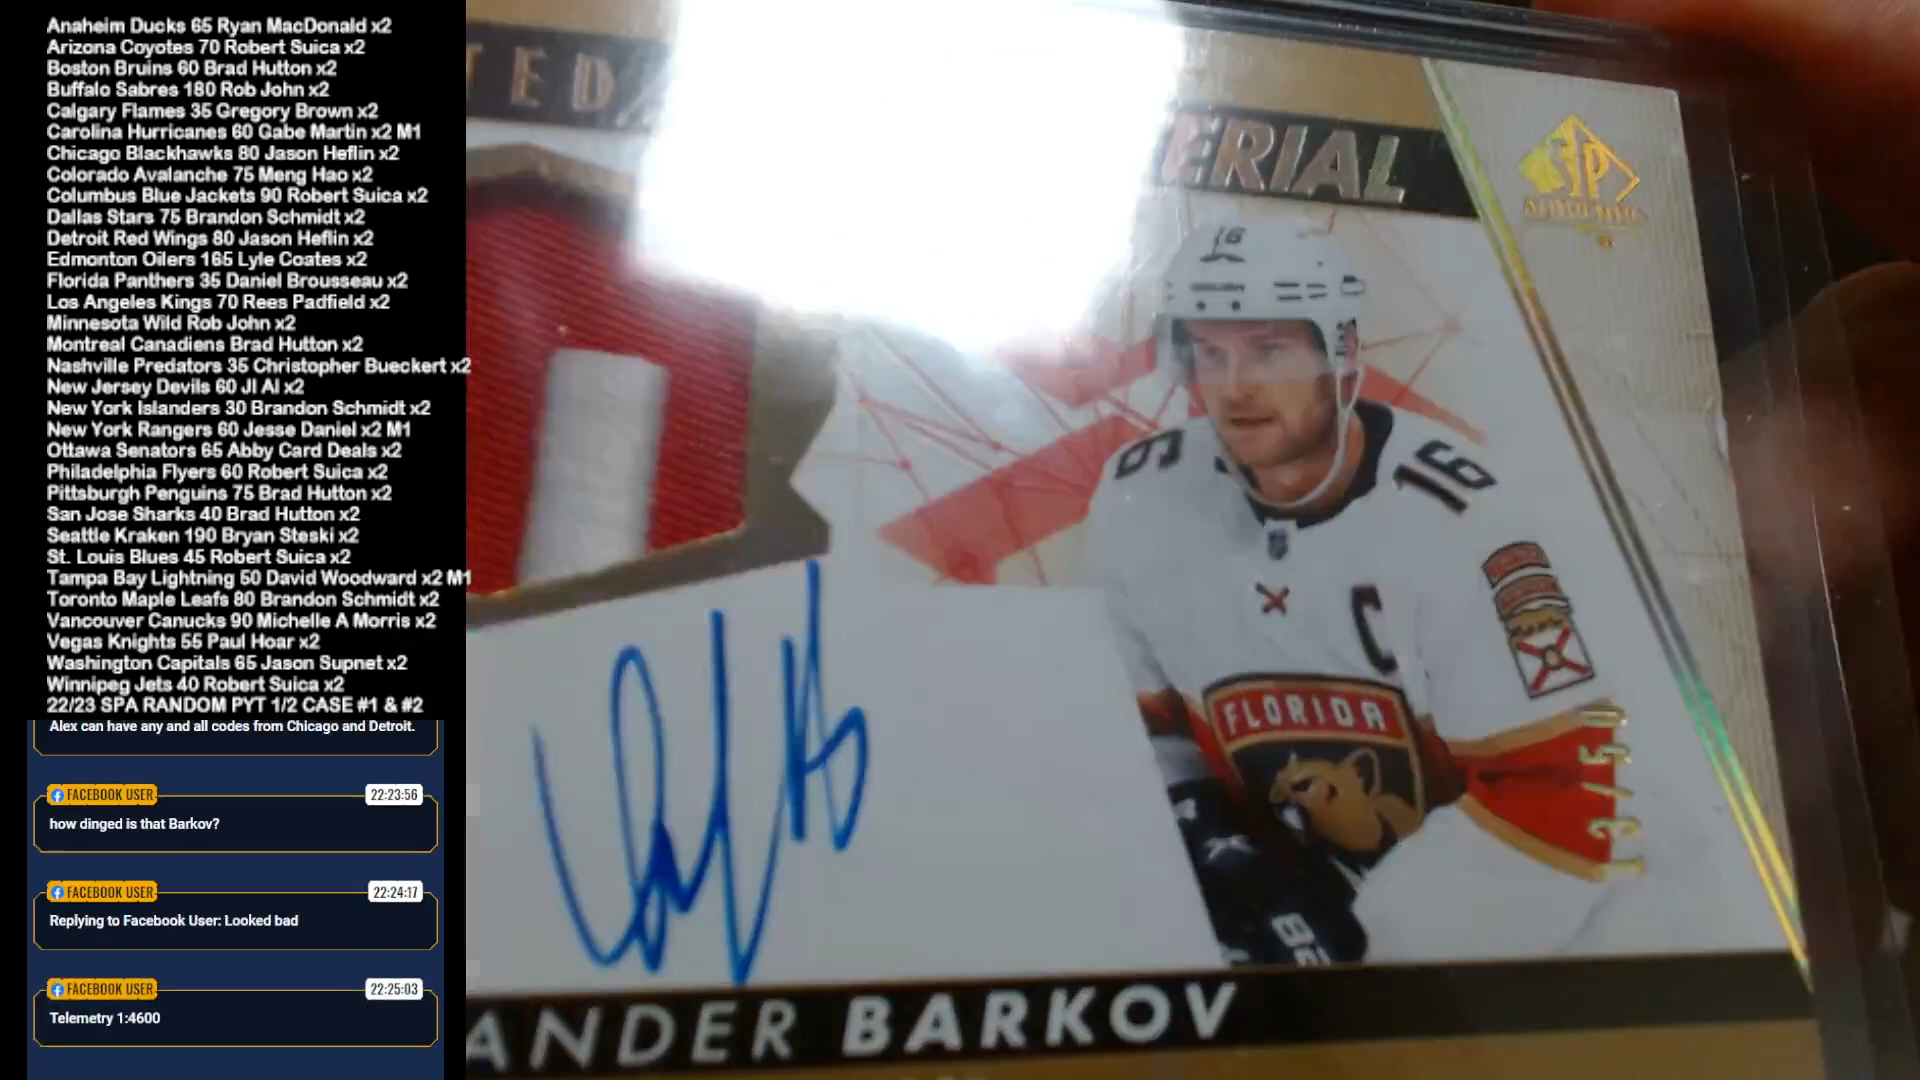 Anaheim Ducks 65 Ryan MacDonald x2
Arizona Coyotes 70 Robert Suica x2
Boston Bruins 60 Brad Hutton x2
Buffalo Sabres 180 Rob John x2
Calgary Flames 35 Gregory Brown x2
Carolina Hurricanes 60 Gabe Martin x2 M1
Chicago Blackhawks 80 Jason Heflin x2
Colorado Avalanche 75 Meng Hao x2
Columbus Blue Jackets 90 Robert Suica x2
Dallas Stars 75 Brandon Schmidt x2
Detroit Red Wings 80 Jason Heflin x2
Edmonton Oilers 165 Lyle Coates x2
Florida Panthers 35 Daniel Brousseau x2
Los Angeles Kings 70 Rees Padfield x2
Minnesota Wild Rob John x2
Montreal Canadiens Brad Hutton x2
Nashville Predators 35 Christopher Bueckert x2
New Jersey Devils 60 JI AI x2
New York Islanders 30 Brandon Schmidt x2
New York Rangers 60 Jesse Daniel x2 M1
Ottawa Senators 65 Abby Card Deals x2
Philadelphia Flyers 60 Robert Suica x2
Pittsburgh Penguins 75 Brad Hutton x2
San Jose Sharks 40 Brad Hutton x2
Seattle Kraken 190 Bryan Steski x2
St. Louis Blues 45 Robert Suica x2
Tampa Bay Lightning 50 David Woodward x2 M1
Toronto Maple Leafs 80 Brandon Schmidt x2
Vancouver Canucks 90 Michelle A Morris x2
Vegas Knights 55 Paul Hoar x2
Washington Capitals 65 Jason Supnet x2
Winnipeg Jets 40 Robert Suica x2
22/23 SPA RANDOM PYT 1/2 CASE #1 & #2
Alex can have any and all codes from Chicago and Detroit.
FACEBOOK USER 22:23:56
how dinged is that Barkov?
FACEBOOK USER 22:24:17
Replying to Facebook User: Looked bad
FACEBOOK USER 22:25:03
Telemetry 1:4600
TED
ERIAL
SP
16
16
16
C
FLORIDA
13/50
ANDER BARKOV